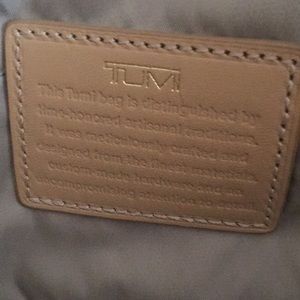 TUMI
This Tumi bag is distinguished by
time-honored artisanal traditions.
It was meticulously crafted and
designed from the finest materials,
custom-made hardware and an
uncompromising attention to detail.